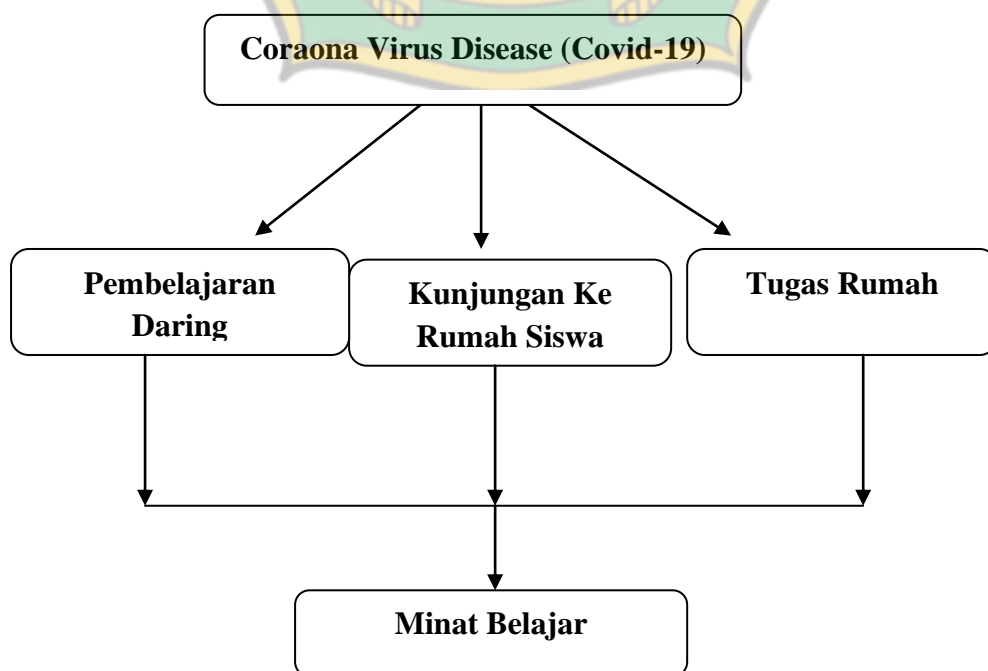 Coraona Virus Disease (Covid-19)
Pembelajaran
Daring
Kunjungan Ke
Rumah Siswa
Tugas Rumah
Minat Belajar